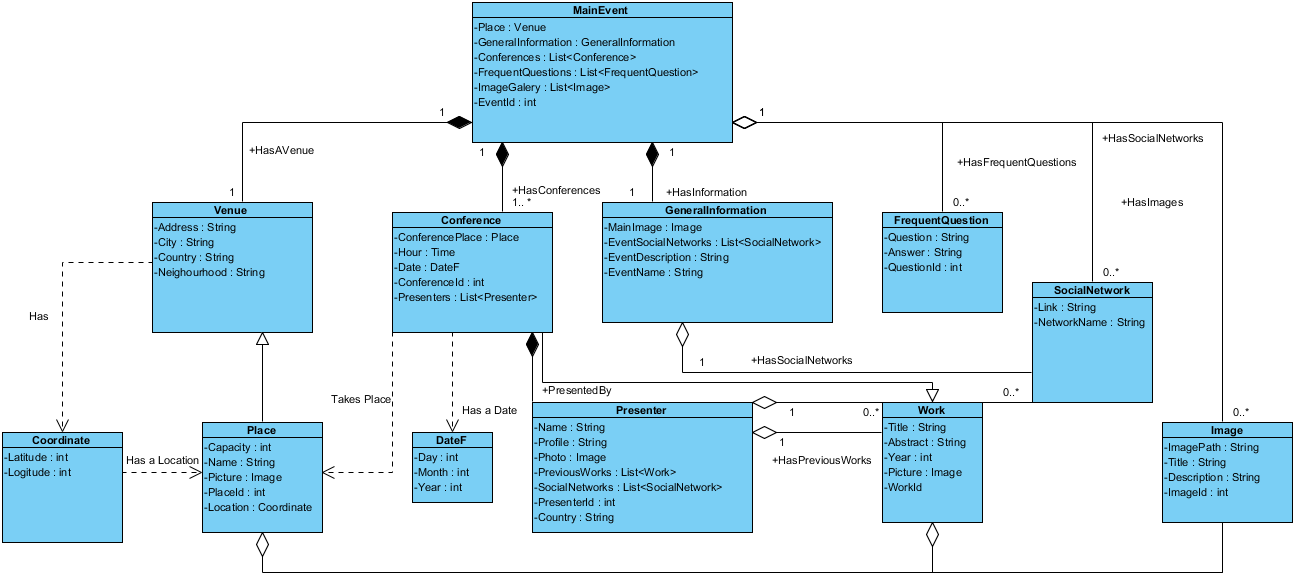 MainEvent
-Place : Venue
-GeneralInformation : GeneralInformation
-Conferences : List<Conference>
-FrequentQuestions : List<FrequentQuestion>
-ImageGalery : List<Image>
-EventId : int
1
1
1
1
+HasAVenue
+HasConferences
+HasInformation
+HasFrequentQuestions
+HasSocialNetworks
+HasImages
1
1.. *
1
0..*
0..*
Venue
-Address : String
-City : String
-Country : String
-Neighourhood : String
Conference
-ConferencePlace : Place
-Hour : Time
-Date : DateF
-ConferenceId : int
-Presenters : List<Presenter>
GeneralInformation
-MainImage : Image
-EventSocialNetworks : List<SocialNetwork>
-EventDescription : String
-EventName : String
FrequentQuestion
-Question : String
-Answer : String
-QuestionId : int
SocialNetwork
-Link : String
-NetworkName : String
Has
1
+HasSocialNetworks
0..*
+PresentedBy
Takes Place
Has a Date
1
0..*
0..*
Coordinate
-Latitude : int
-Logitude : int
Has a Location
Place
-Capacity : int
-Name : String
-Picture : Image
-PlaceId : int
-Location : Coordinate
DateF
-Day : int
-Month : int
-Year : int
Presenter
-Name : String
-Profile : String
-Photo : Image
-PreviousWorks : List<Work>
-SocialNetworks : List<SocialNetwork>
-PresenterId : int
-Country : String
1
+HasPreviousWorks
Work
-Title : String
-Abstract : String
-Year : int
-Picture : Image
-WorkId
Image
-ImagePath : String
-Title : String
-Description : String
-ImageId : int